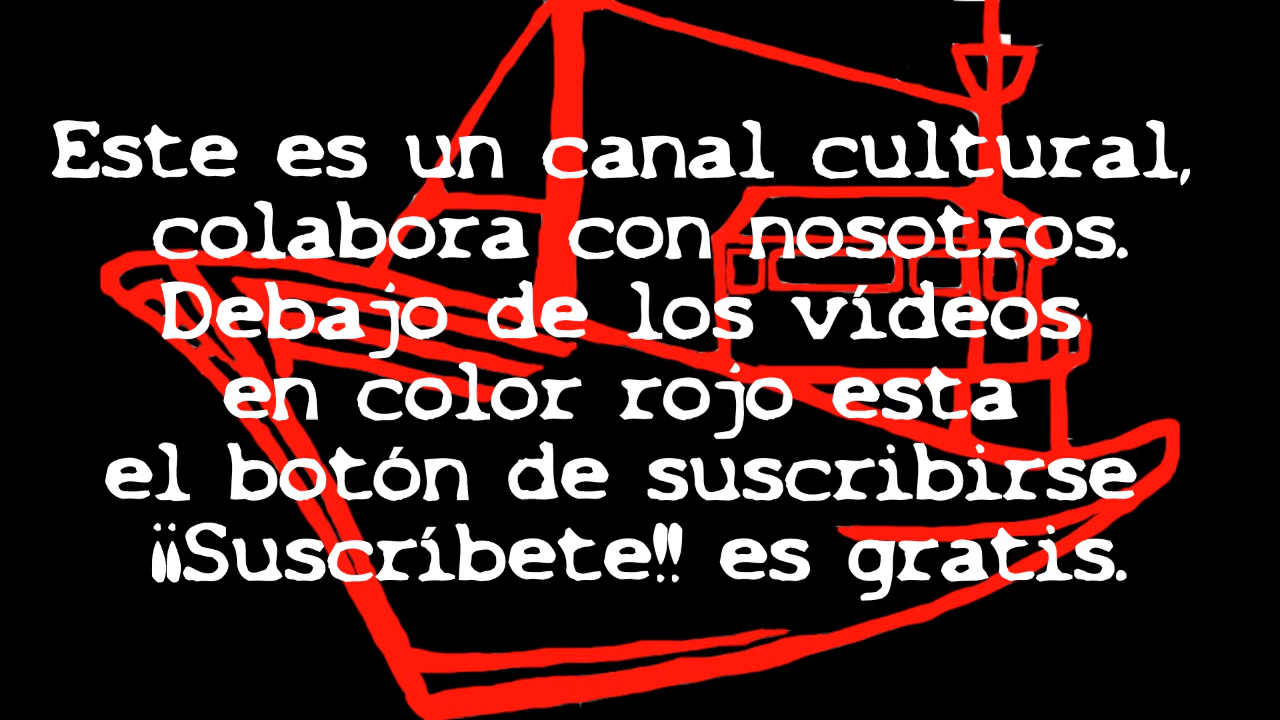 Este es un canal cultural,
colabora con nosotros.
Debajo de los vídeos
en color rojo esta
el botón de suscribirse
¡¡Suscríbete!! es gratis.